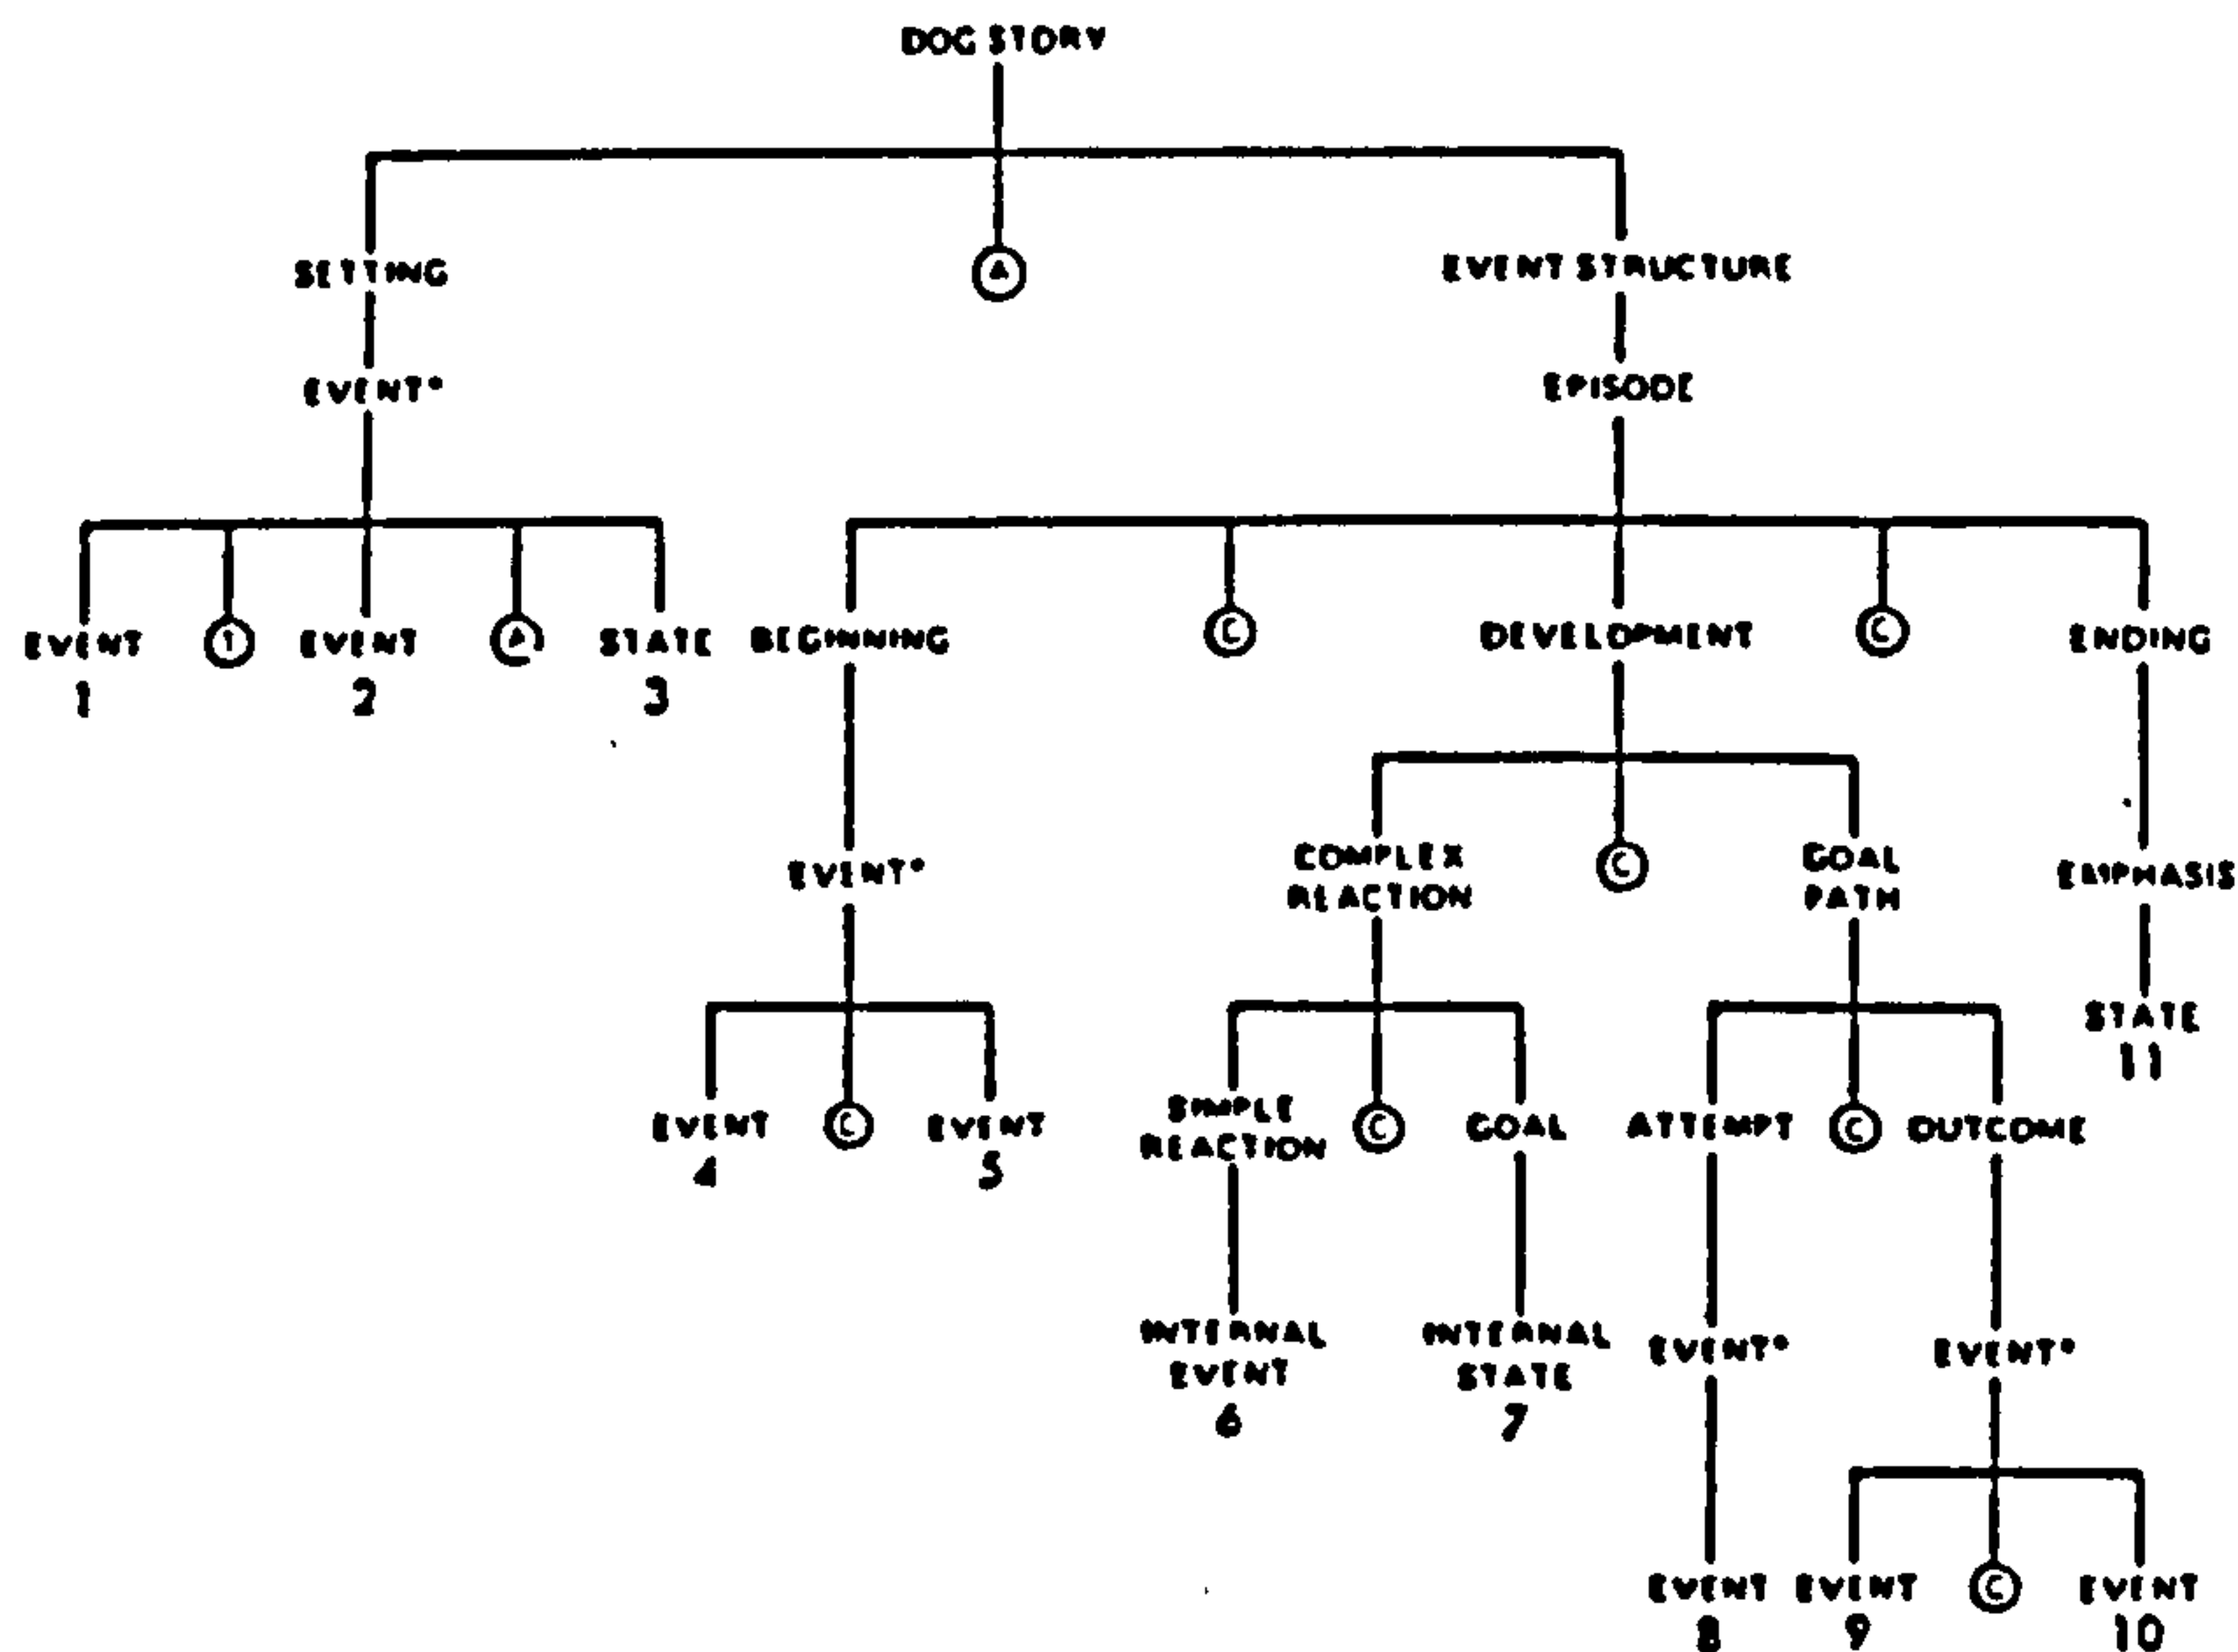 DOG STORY
SETTING Ⓐ EVENT STRUCTURE
EVENT* EPISODE
EVENT Ⓣ EVENT Ⓐ STATE BEGINNING Ⓒ DEVELOPMENT Ⓒ ENDING
1 2 3
COMPLEX REACTION Ⓒ GOAL PATH
EVENT* EMPHASIS
STATE
11
EVENT Ⓒ EVENT SIMPLE REACTION Ⓒ GOAL ATTEMPT Ⓒ OUTCOME
4 5
INTERNAL EVENT INTERNAL STATE EVENT* EVENT*
6 7
EVENT EVENT Ⓒ EVENT
8 9 10